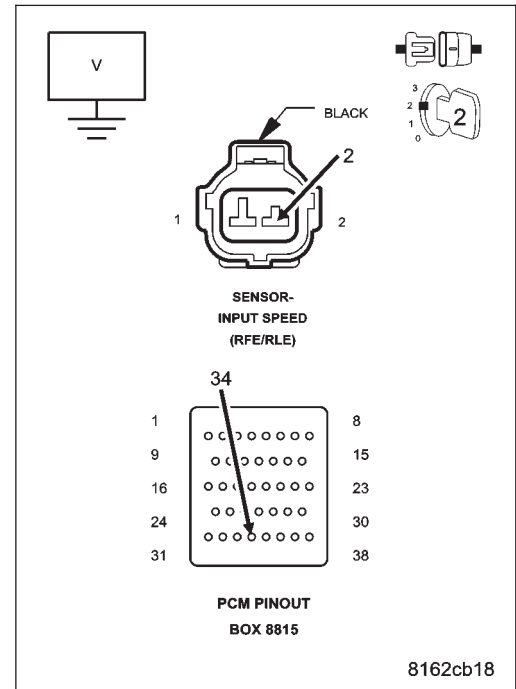 V
3
2
1
0
2
BLACK
2
1
2
SENSOR-
INPUT SPEED
(RFE/RLE)
34
1 8
9 15
16 23
24 30
31 38
PCM PINOUT
BOX 8815
8162cb18